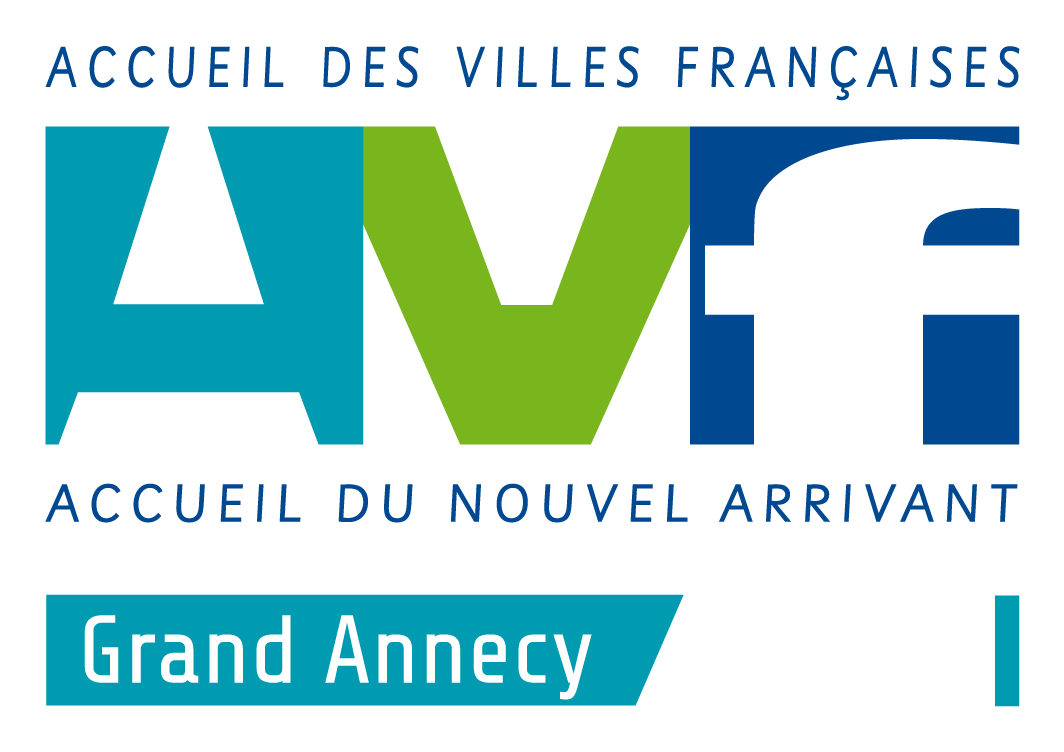 ACCUEIL DES VILLES FRANÇAISES
AVf
ACCUEIL DU NOUVEL ARRIVANT
Grand Annecy